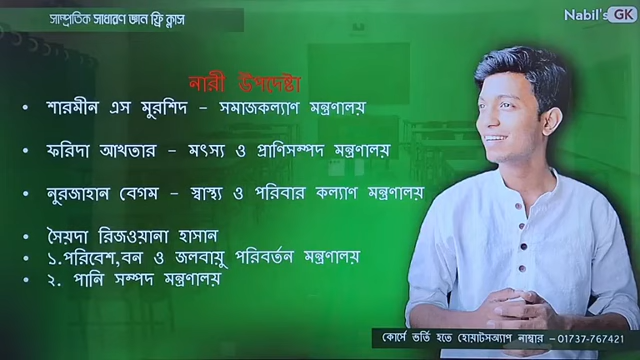 সাম্প্রতিক সাধারণ জ্ঞান ফ্রি ক্লাস
Nabil's GK
নারী উপদেষ্টা
• শারমীন এস মুরশিদ – সমাজকল্যাণ মন্ত্রণালয়
• ফরিদা আখতার – মৎস্য ও প্রাণিসম্পদ মন্ত্রণালয়
• নুরজাহান বেগম – স্বাস্থ্য ও পরিবার কল্যাণ মন্ত্রণালয়
• সৈয়দা রিজওয়ানা হাসান
• ১.পরিবেশ,বন ও জলবায়ু পরিবর্তন মন্ত্রণালয়
• ২. পানি সম্পদ মন্ত্রণালয়
কোর্সে ভর্তি হতে হোয়াটসঅ্যাপ নাম্বার –01737-767421